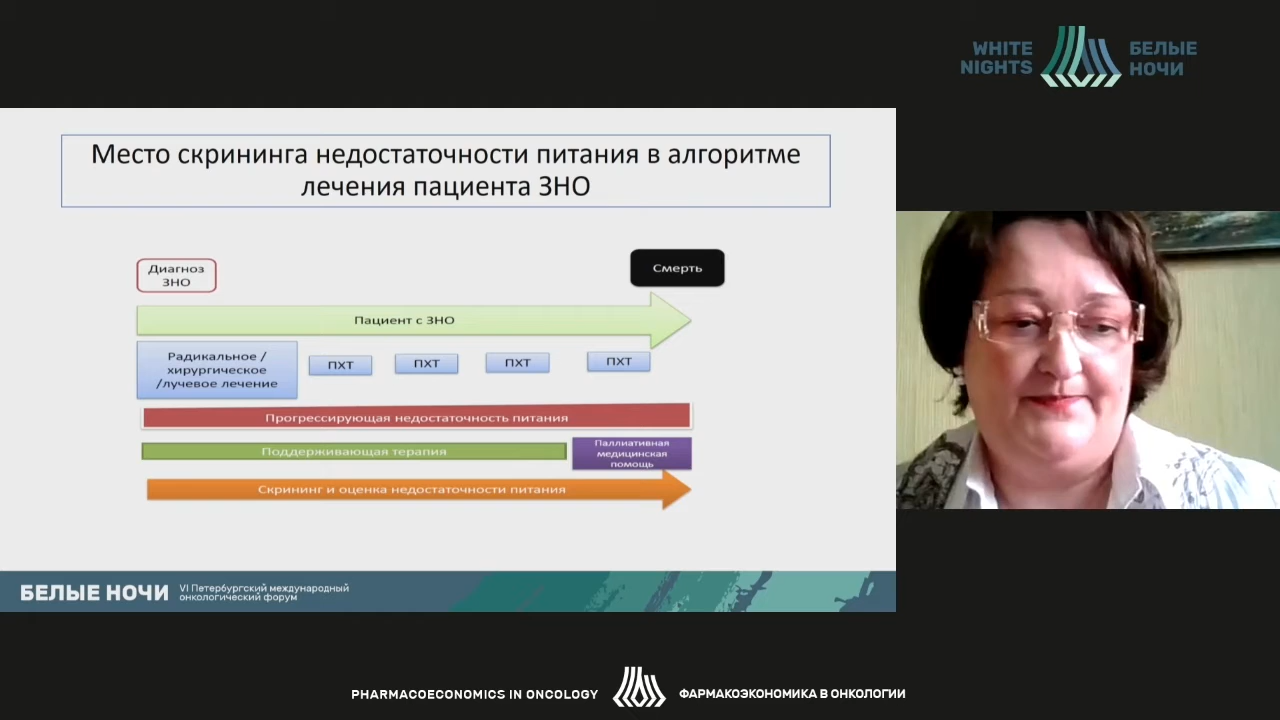 WHITE
NIGHTS
БЕЛЫЕ
НОЧИ
Место скрининга недостаточности питания в алгоритме
лечения пациента ЗНО
Диагноз
ЗНО
Смерть
Пациент с ЗНО
Радикальное /
хирургическое
/лучевое лечение
ПХТ
ПХТ
ПХТ
ПХТ
Прогрессирующая недостаточность питания
Поддерживающая терапия
Паллиативная
медицинская
помощь
Скрининг и оценка недостаточности питания
БЕЛЫЕ НОЧИ
VI Петербургский международный
онкологический форум
PHARMACOECONOMICS IN ONCOLOGY
ФАРМАКОЭКОНОМИКА В ОНКОЛОГИИ